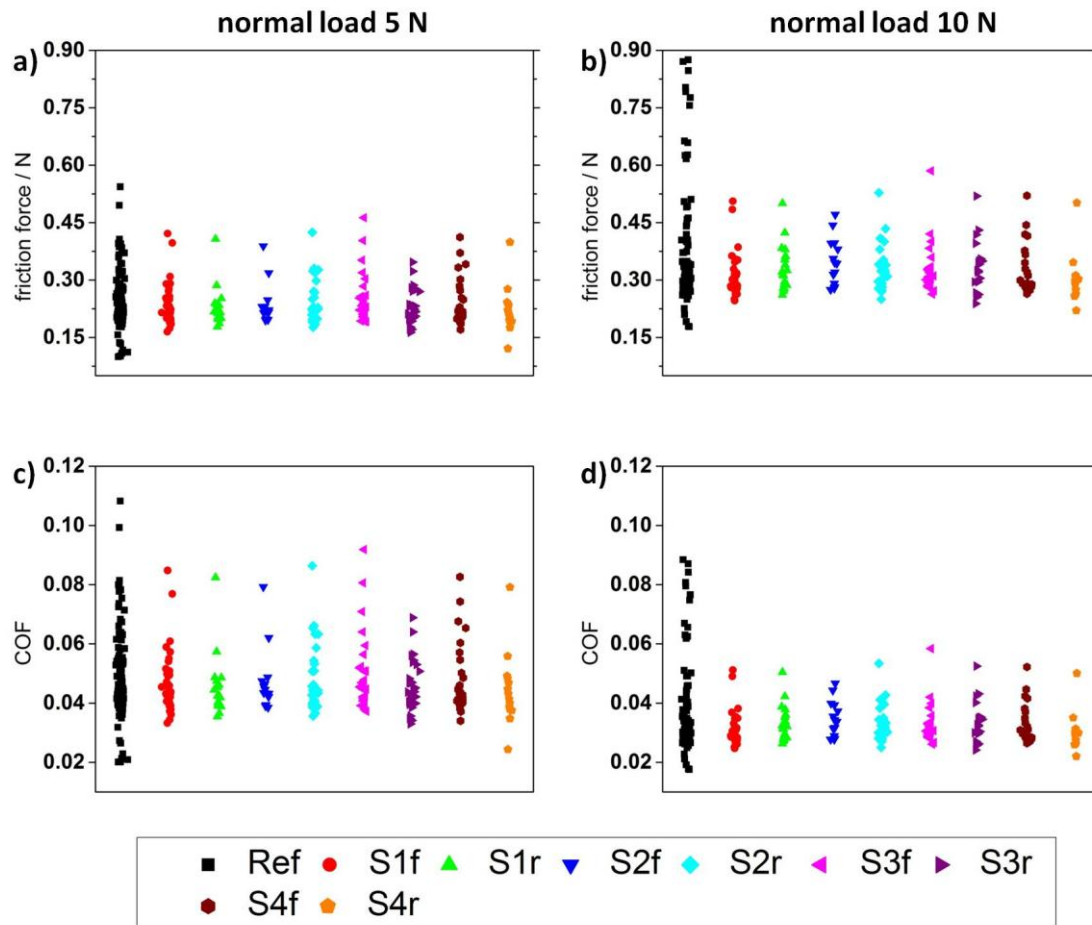 normal load 5 N
normal load 10 N
a)
friction force / N
0.90
0.75
0.60
0.45
0.30
0.15
b)
friction force / N
0.90
0.75
0.60
0.45
0.30
0.15
c)
COF
0.12
0.10
0.08
0.06
0.04
0.02
d)
COF
0.12
0.10
0.08
0.06
0.04
0.02
Ref S1f S1r S2f S2r S3f S3r
S4f S4r